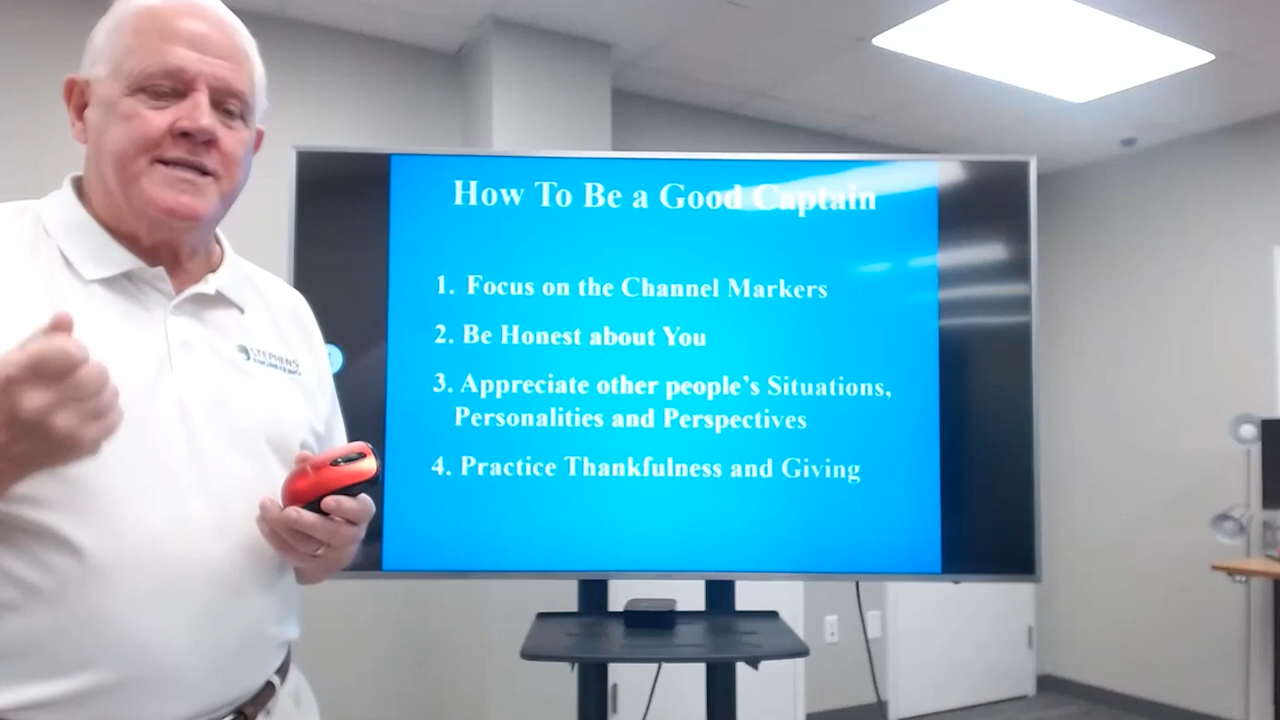 How To Be a Good Captain
1. Focus on the Channel Markers
2. Be Honest about You
3. Appreciate other people's Situations,
Personalities and Perspectives
4. Practice Thankfulness and Giving
STEPHENS
ENGINEERING